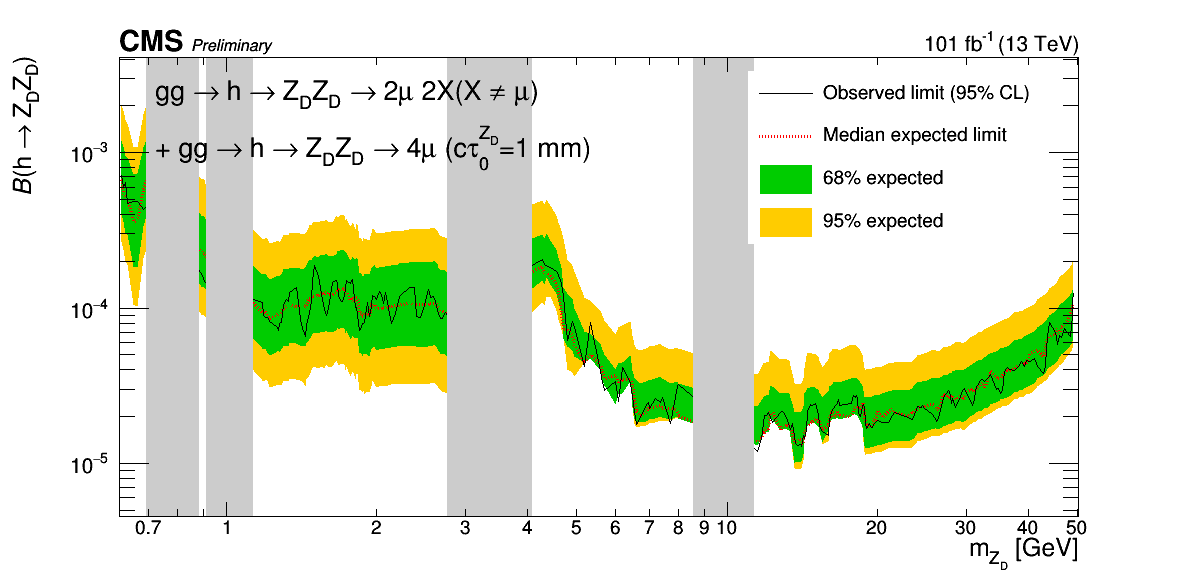 CMS Preliminary 101 fb⁻¹ (13 TeV)
B(h → Z_D Z_D)
gg → h → Z_D Z_D → 2μ 2X(X ≠ μ)
+ gg → h → Z_D Z_D → 4μ (cτ₀^{Z_D}=1 mm)
Observed limit (95% CL)
Median expected limit
68% expected
95% expected
10⁻³
10⁻⁴
10⁻⁵
0.7 1 2 3 4 5 6 7 8 9 10 20 30 40 50
m_{Z_D} [GeV]